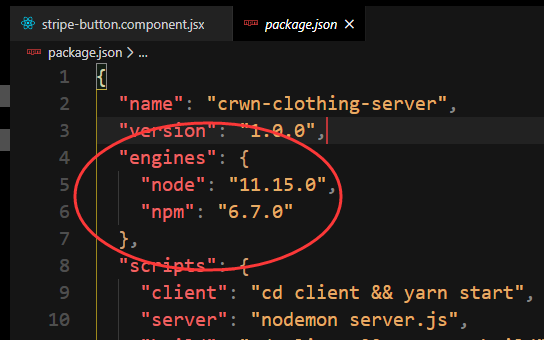 stripe-button.component.jsx
package.json ×
package.json > ...
1 {
2 "name": "crwn-clothing-server",
3 "version": "1.0.0",
4 "engines": {
5 "node": "11.15.0",
6 "npm": "6.7.0"
7 },
8 "scripts": {
9 "client": "cd client && yarn start",
10 "server": "nodemon server.js",